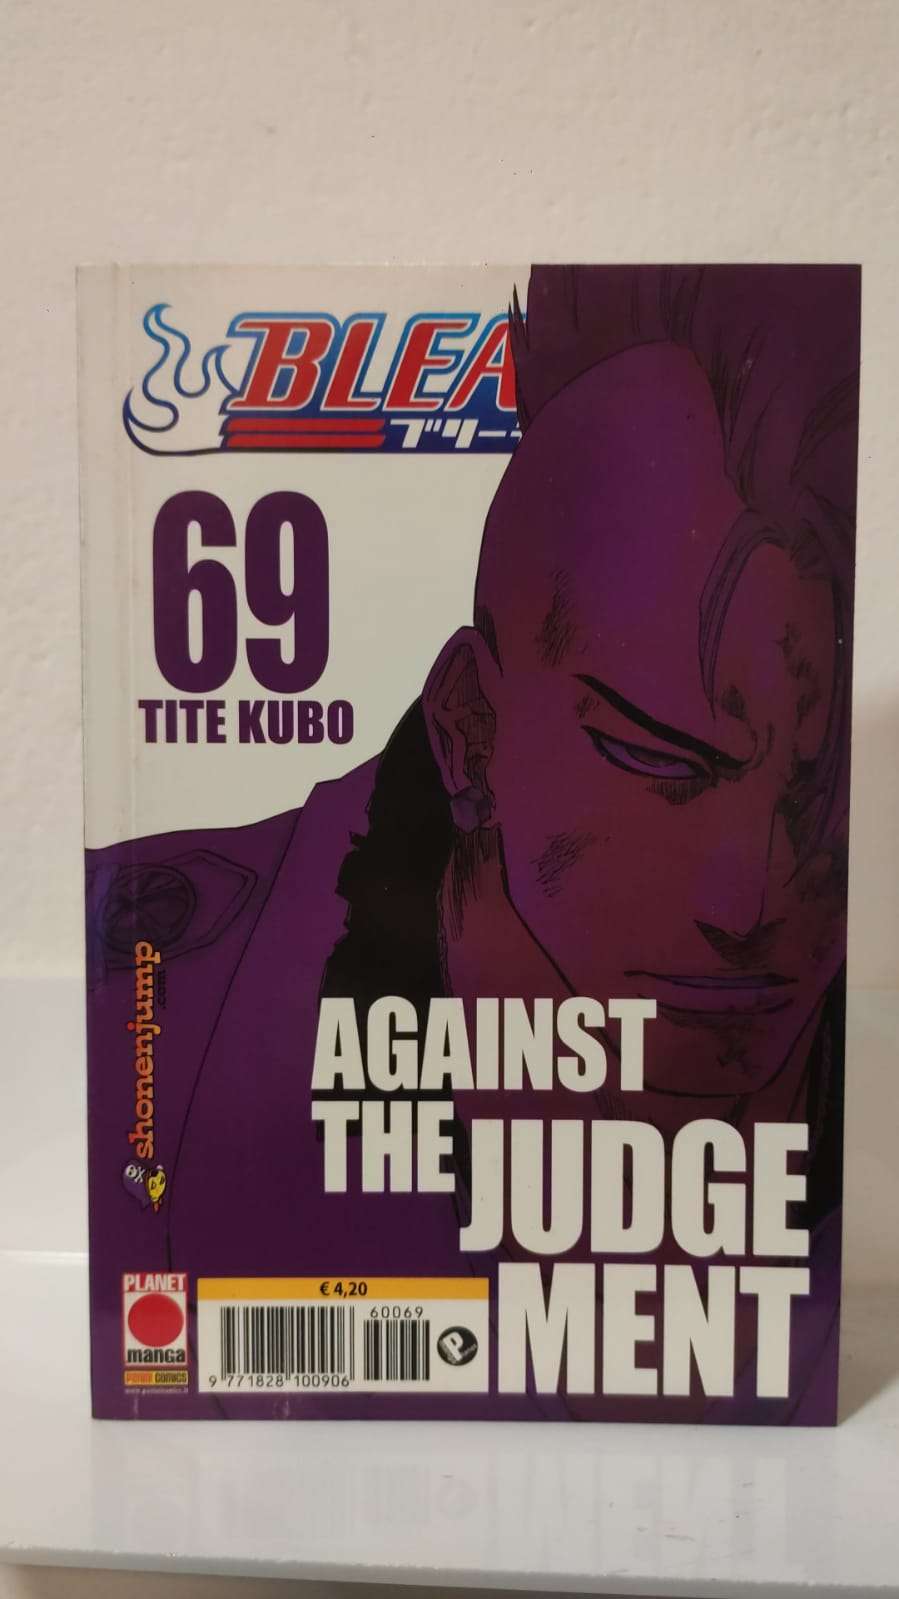 BLEA
ブリー
69
TITE KUBO
shonenjump
.com
AGAINST
THE JUDGE
MENT
PLANET
manga
PANINI COMICS
€ 4,20
60069
9 771828 100906
P